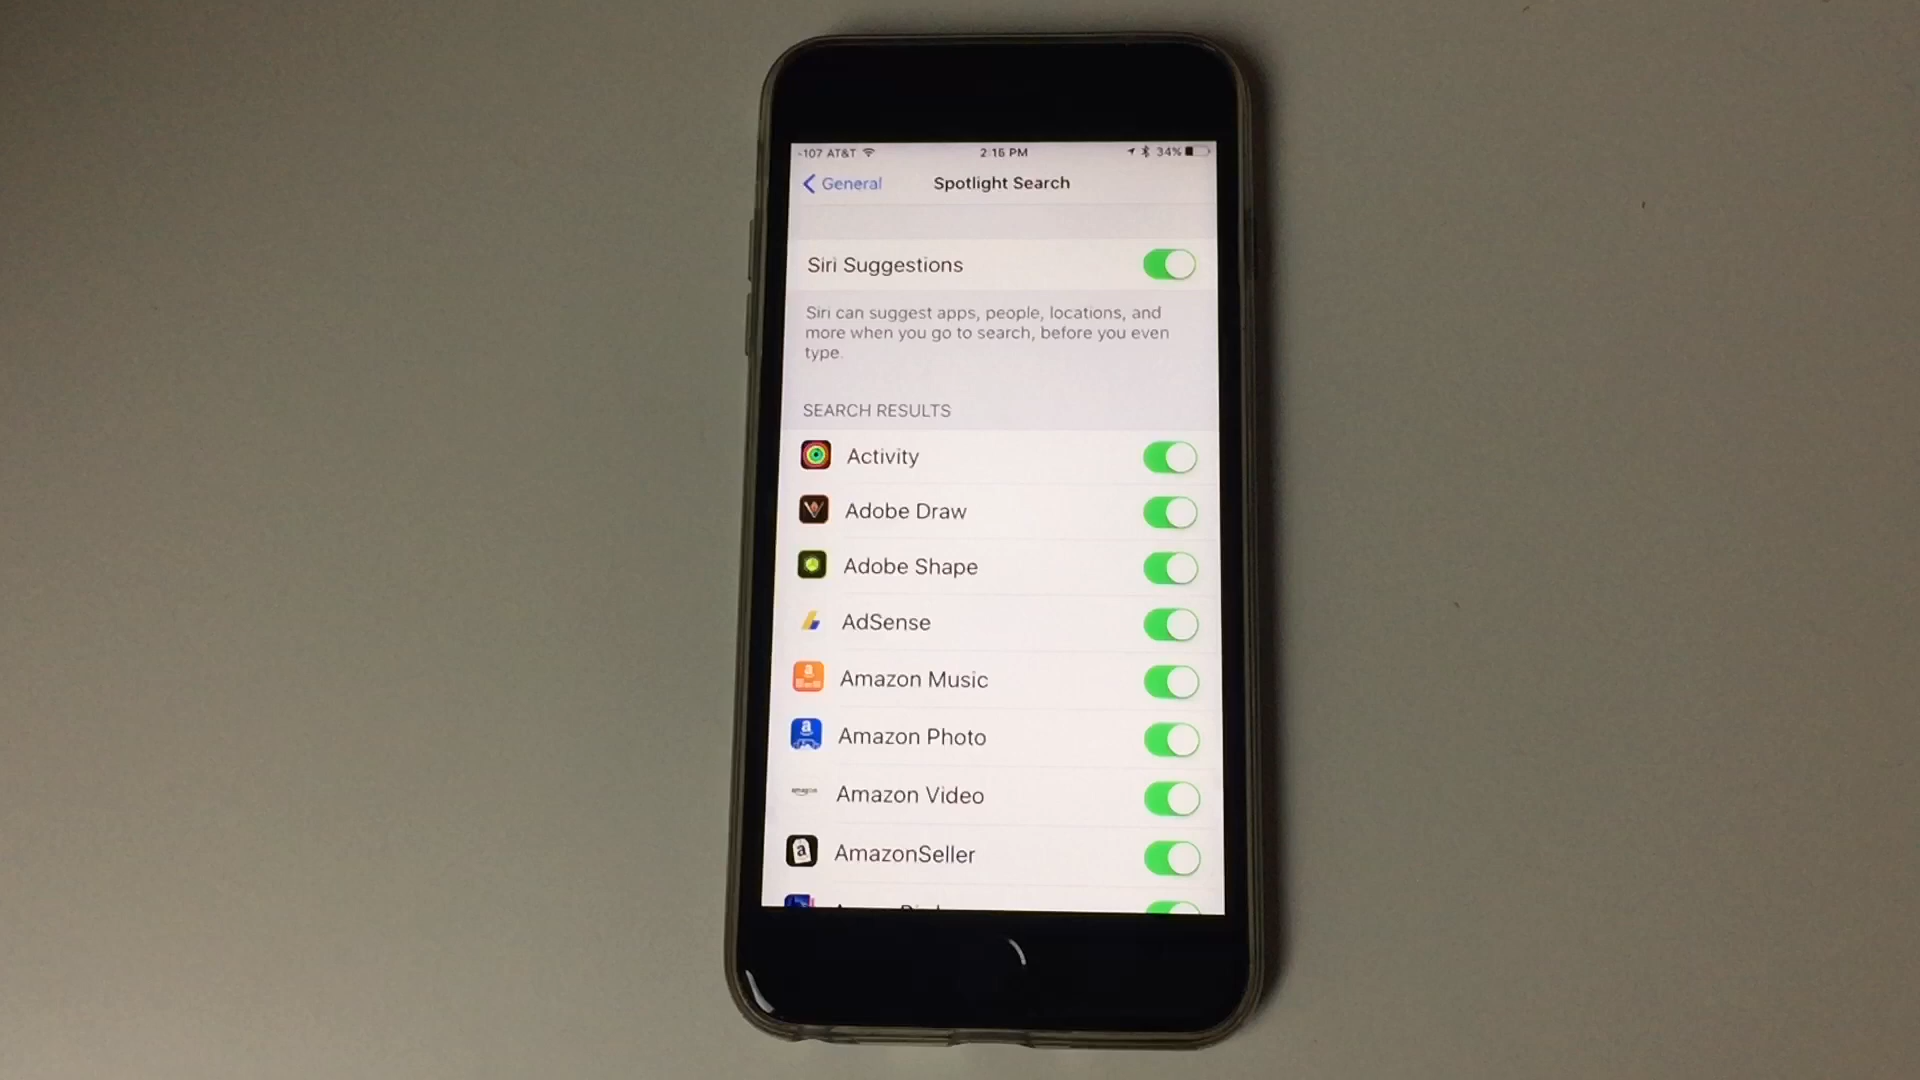 -107 AT&T 2:15 PM 34%
General Spotlight Search
Siri Suggestions
Siri can suggest apps, people, locations, and
more when you go to search, before you even
type.
SEARCH RESULTS
Activity
Adobe Draw
Adobe Shape
AdSense
a Amazon Music
a Amazon Photo
amazon Amazon Video
a AmazonSeller